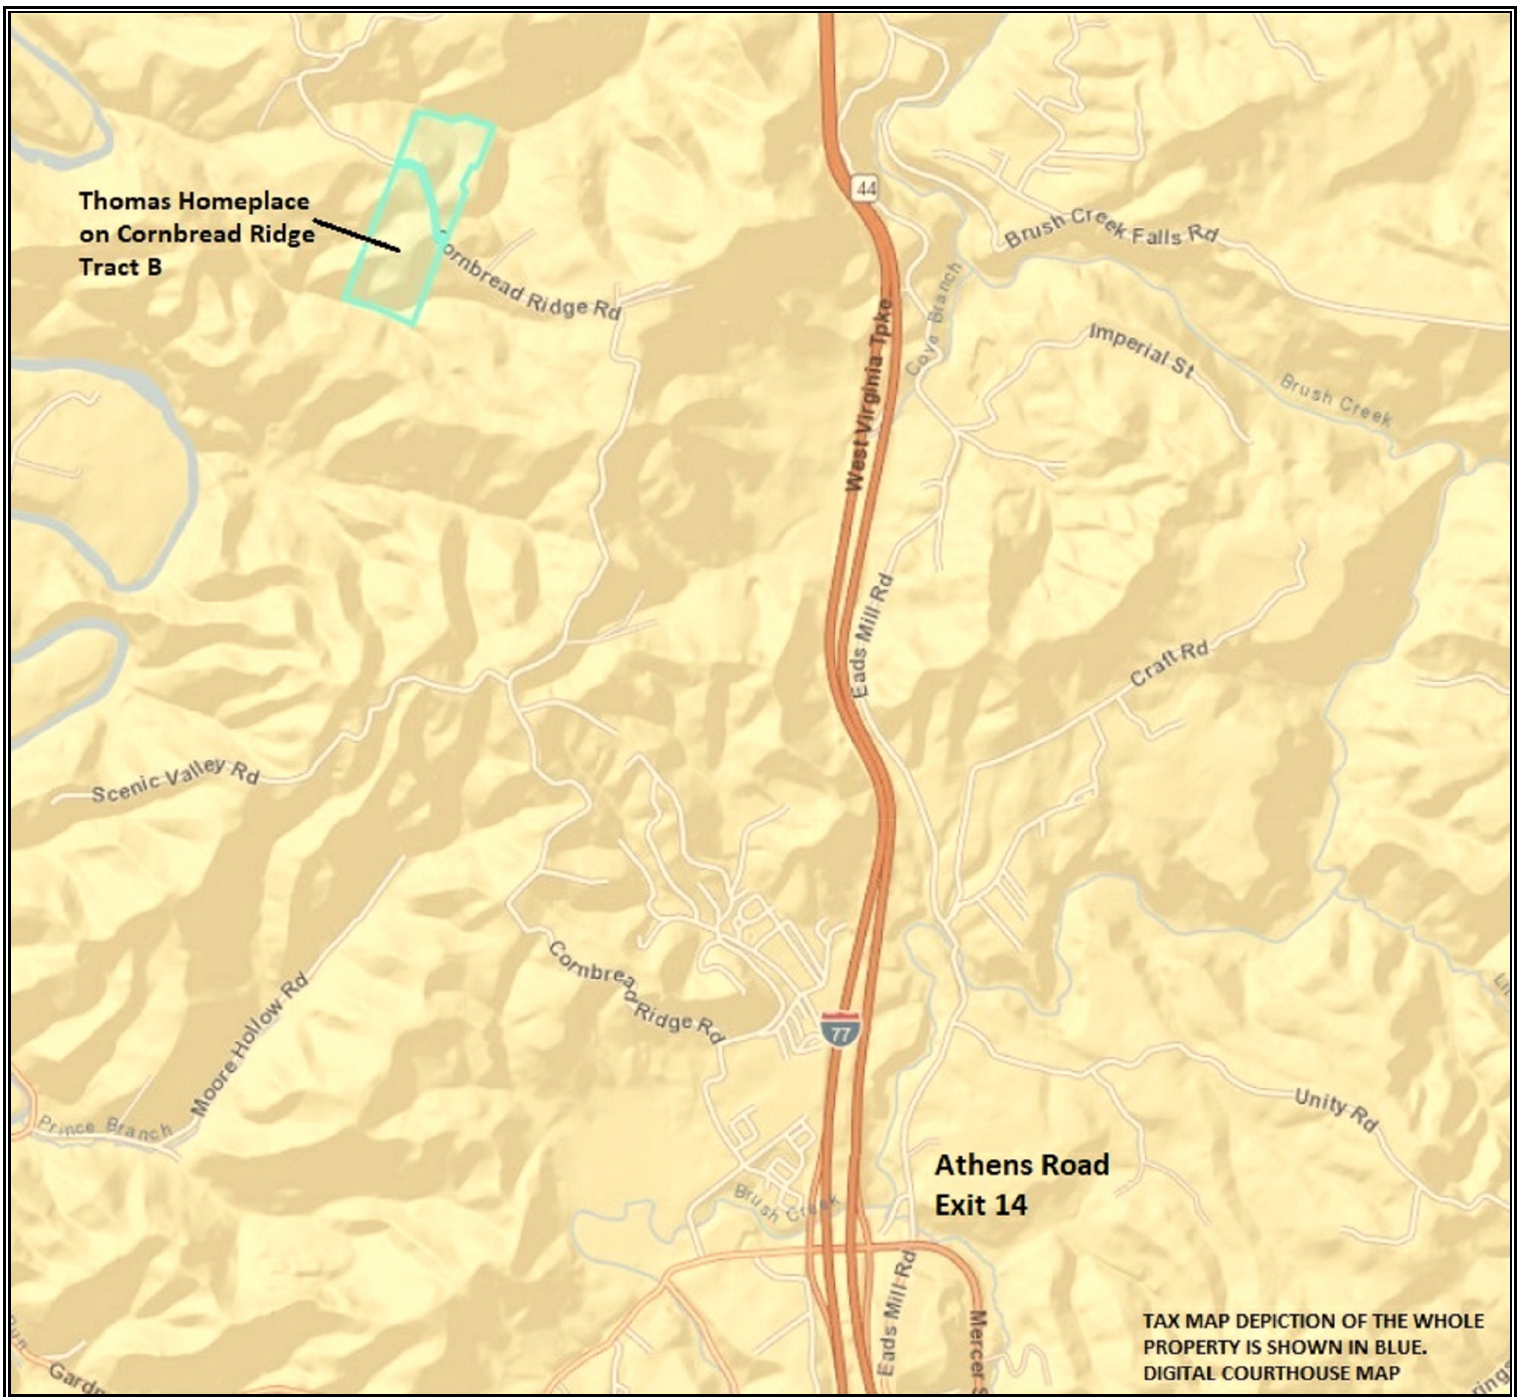 44
Thomas Homeplace
on Cornbread Ridge
Tract B
Brush Creek Falls Rd
Cornbread Ridge Rd
Cove Branch
West Virginia Tpke
Imperial St
Brush Creek
Eads Mill Rd
Craft Rd
Scenic Valley Rd
Cornbread Ridge Rd
Moore Hollow Rd
77
Prince Branch
Unity Rd
Athens Road
Exit 14
Brush Creek
Eads Mill Rd
Mercer S
TAX MAP DEPICTION OF THE WHOLE
PROPERTY IS SHOWN IN BLUE.
DIGITAL COURTHOUSE MAP